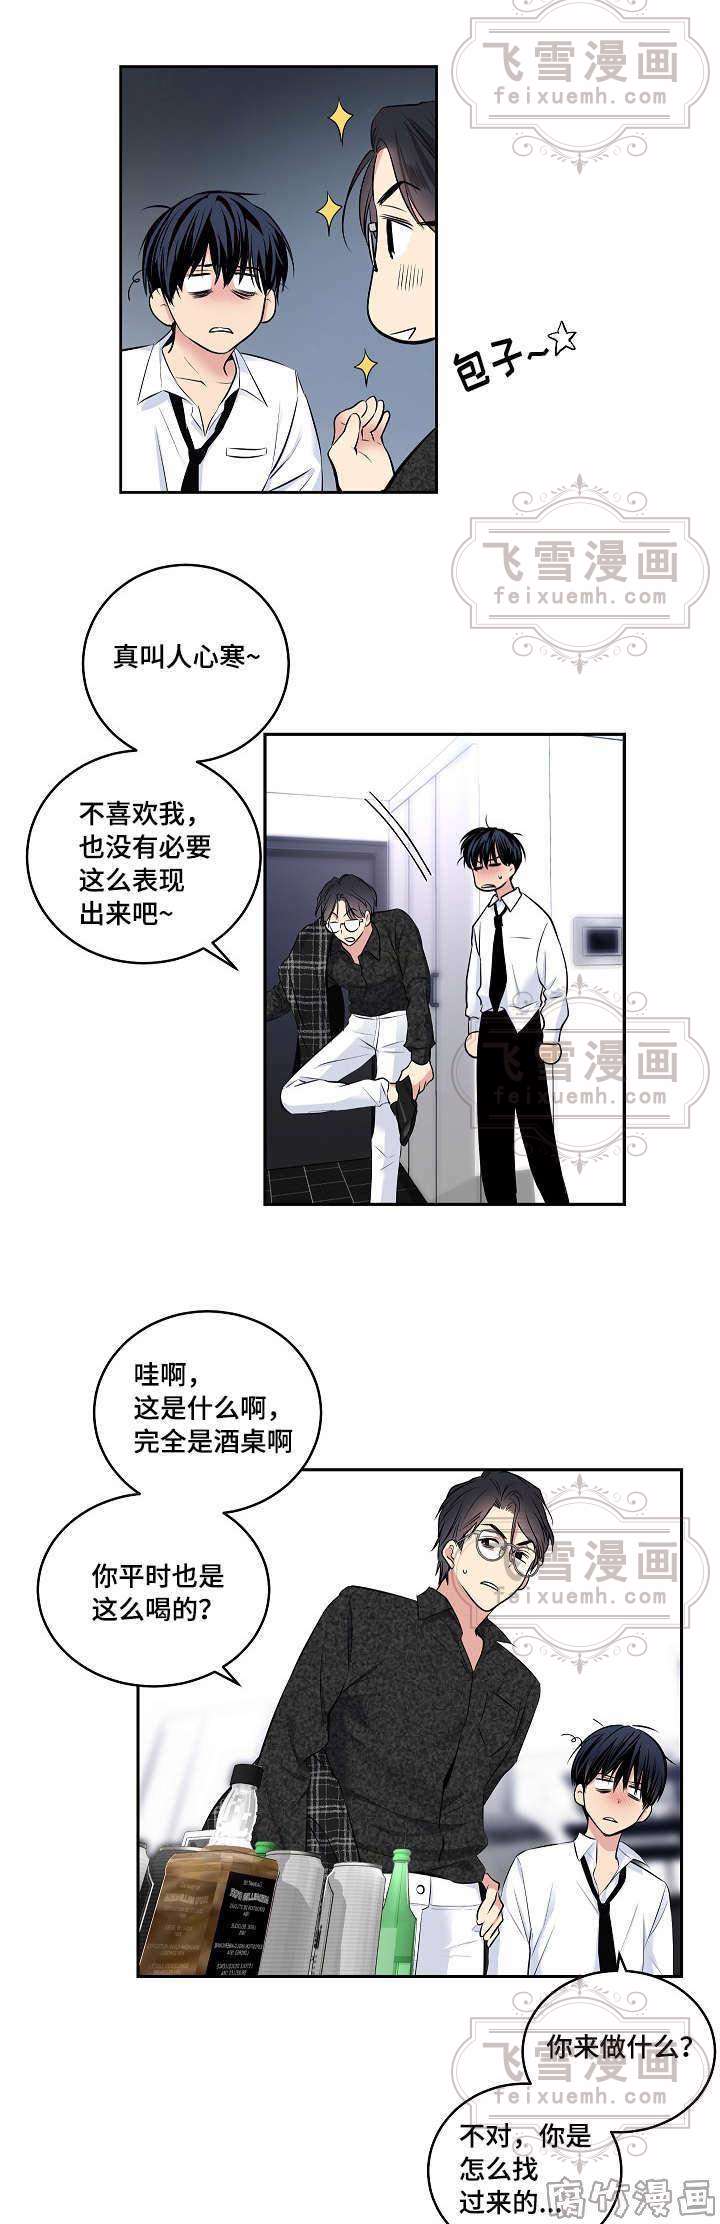 飞雪漫画
feixuemh.com
包子~☆
飞雪漫画
feixuemh.com
真叫人心寒~
不喜欢我，
也没有必要
这么表现
出来吧~
飞雪漫画
feixuemh.com
哇啊，
这是什么啊，
完全是酒桌啊
你平时也是
这么喝的？
飞雪漫画
feixuemh.com
你来做什么？
飞雪漫画
feixuemh.com
不对，你是
怎么找
过来的...
腐竹漫画